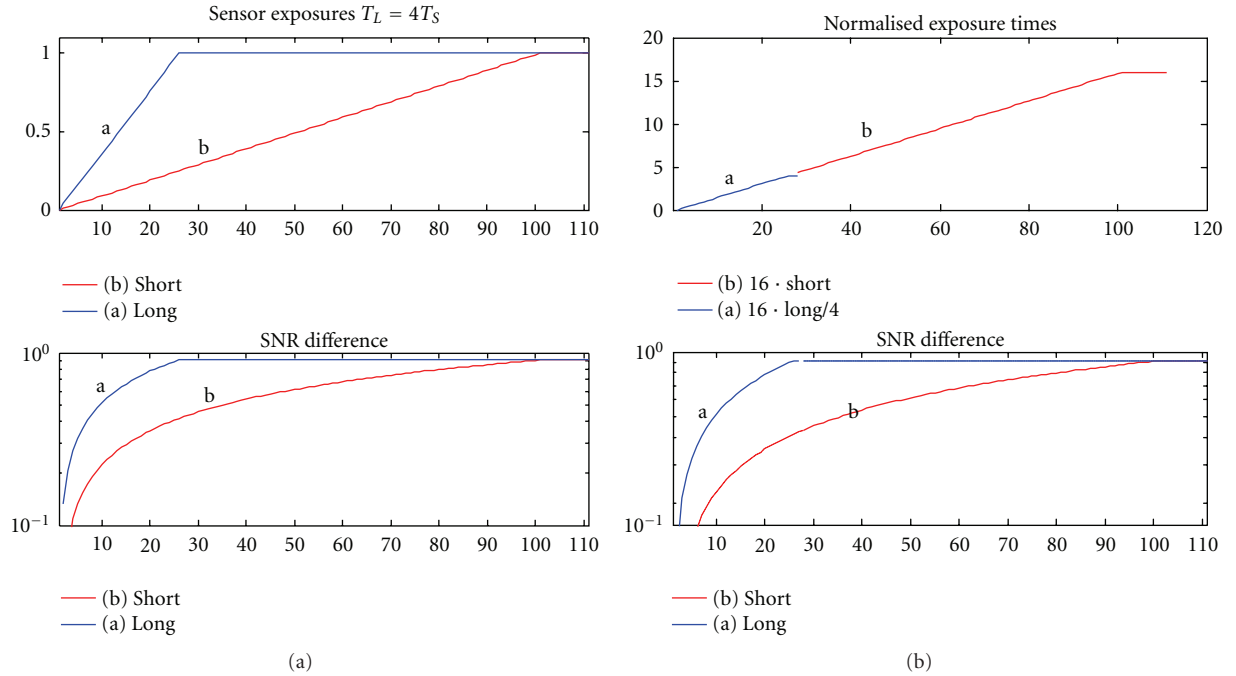 Sensor exposures T_L = 4T_S
1
0.5
0
a
b
10 20 30 40 50 60 70 80 90 100 110
(b) Short
(a) Long
Normalised exposure times
20
15
10
5
0
a
b
20 40 60 80 100 120
(b) 16 · short
(a) 16 · long/4
SNR difference
10^0
10^−1
a
b
10 20 30 40 50 60 70 80 90 100 110
(b) Short
(a) Long
(a)
SNR difference
10^0
10^−1
a
b
10 20 30 40 50 60 70 80 90 100 110
(b) Short
(a) Long
(b)